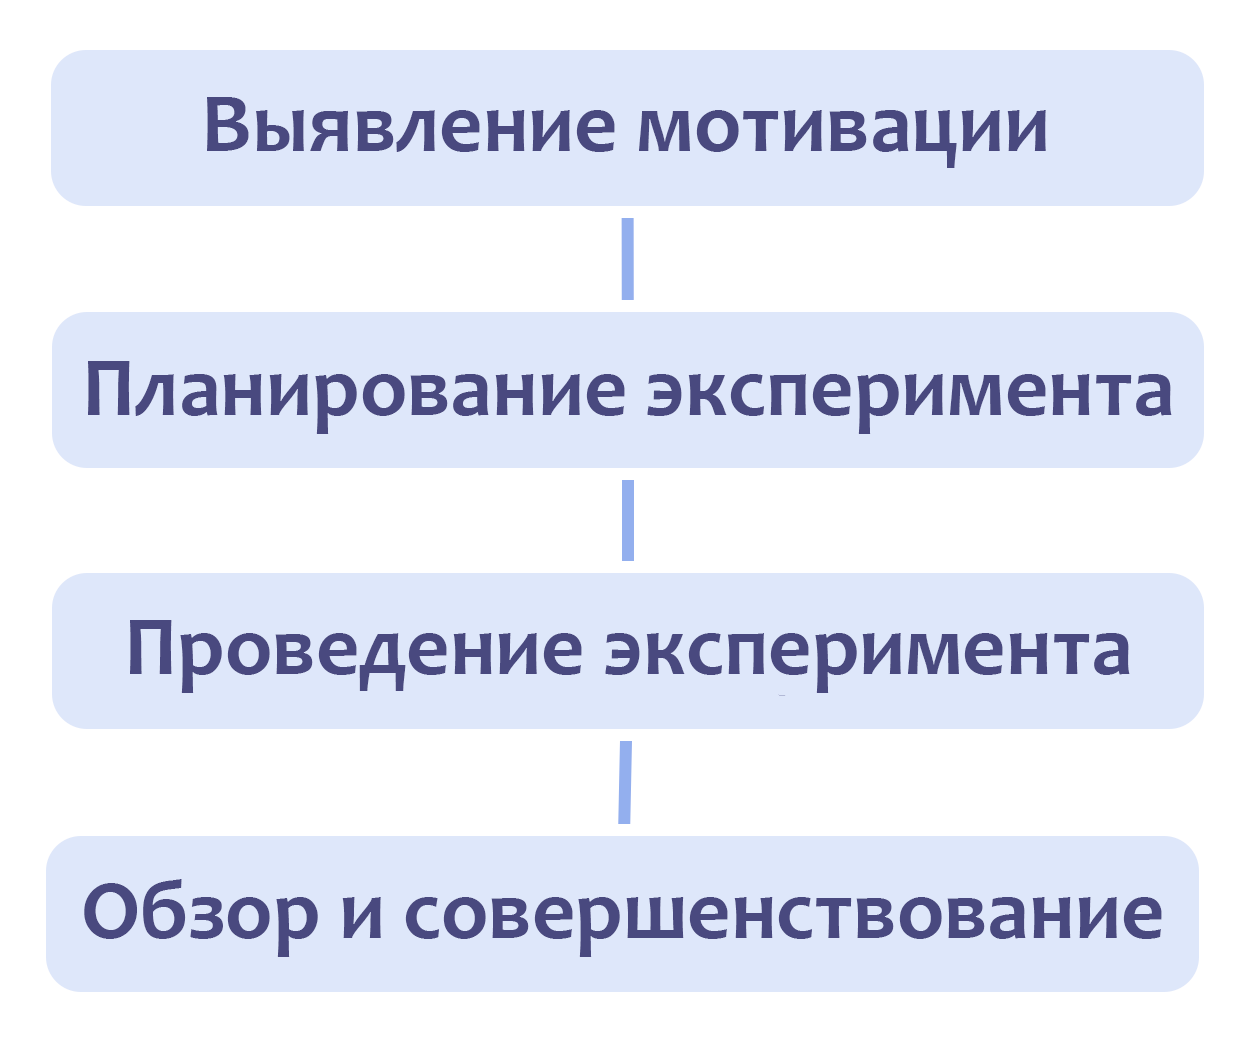 Выявление мотивации
Планирование эксперимента
Проведение эксперимента
Обзор и совершенствование